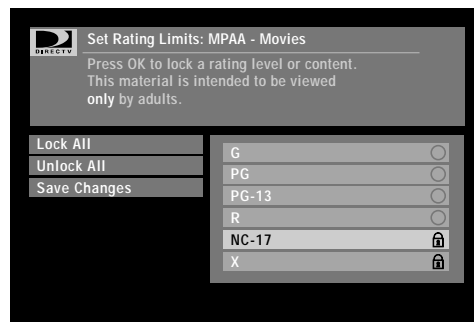 DIRECTV
Set Rating Limits: MPAA - Movies
Press OK to lock a rating level or content.
This material is intended to be viewed
only by adults.
Lock All
Unlock All
Save Changes
G
PG
PG-13
R
NC-17
X